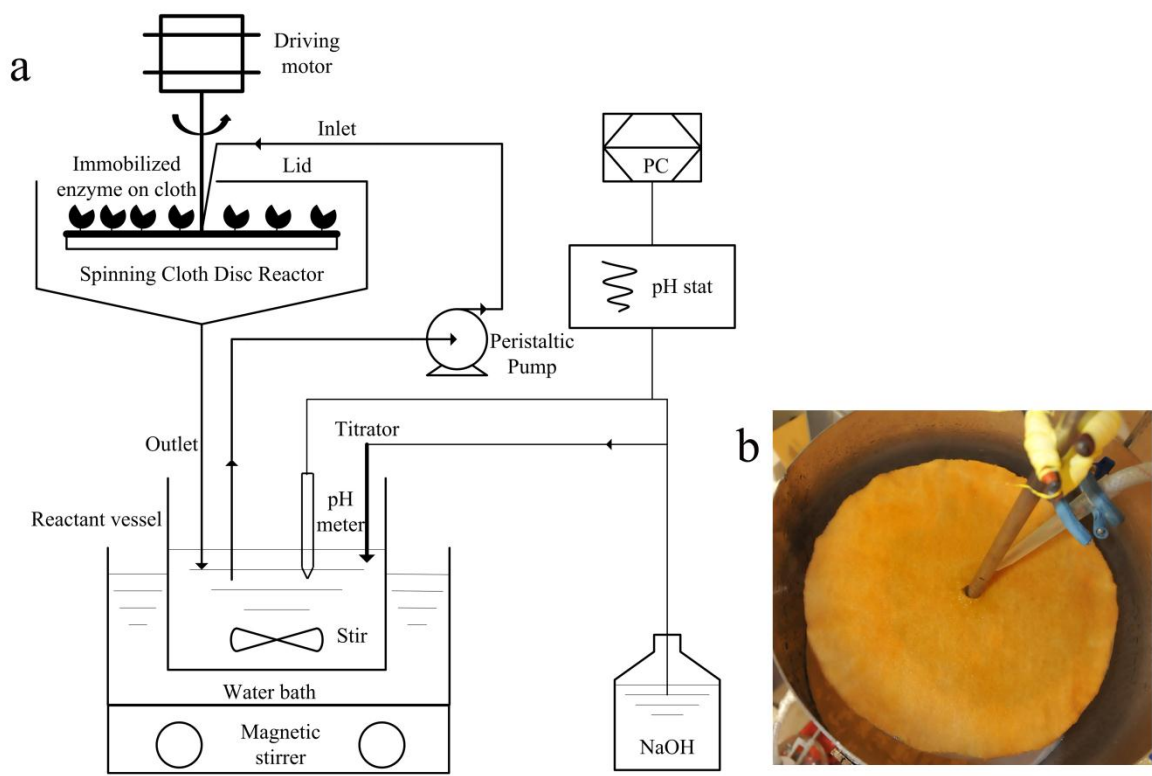 a
Driving
motor
Inlet
Lid
Immobilized
enzyme on cloth
Spinning Cloth Disc Reactor
PC
pH stat
Peristaltic
Pump
Outlet
Titrator
pH
meter
Reactant vessel
Stir
Water bath
Magnetic
stirrer
NaOH
b